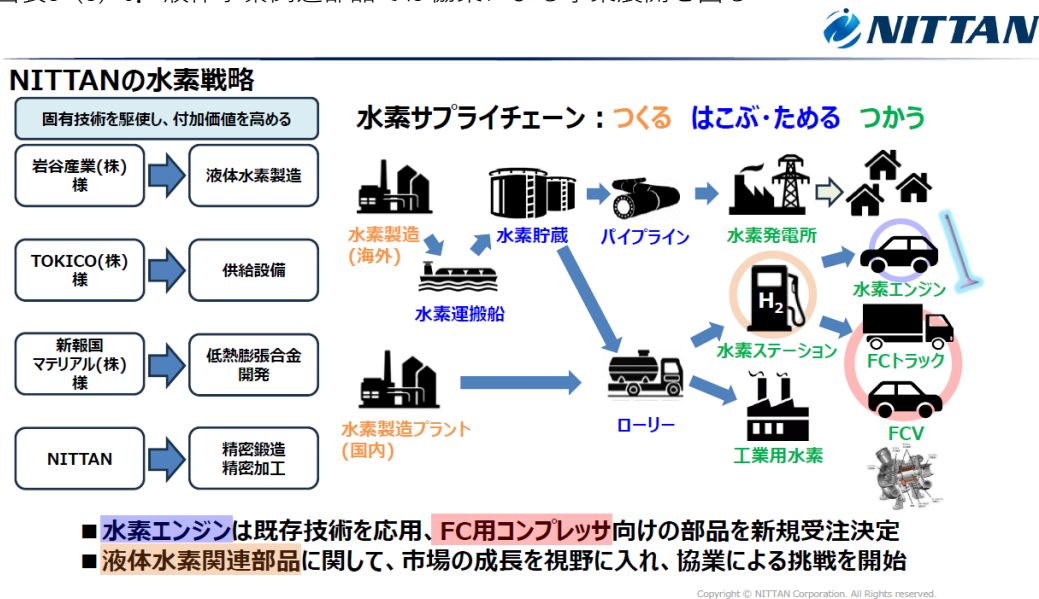 NITTAN
NITTANの水素戦略
固有技術を駆使し、付加価値を高める
岩谷産業(株)
様
液体水素製造
TOKICO(株)
様
供給設備
新報国
マテリアル(株)
様
低熱膨張合金
開発
NITTAN
精密鍛造
精密加工
水素サプライチェーン：つくる はこぶ・ためる つかう
水素製造
(海外)
水素運搬船
水素貯蔵
パイプライン
水素発電所
水素エンジン
H2
水素ステーション
FCトラック
FCV
水素製造プラント
(国内)
ローリー
工業用水素
■水素エンジンは既存技術を応用、FC用コンプレッサ向けの部品を新規受注決定
■液体水素関連部品に関して、市場の成長を視野に入れ、協業による挑戦を開始
Copyright © NITTAN Corporation. All Rights reserved.